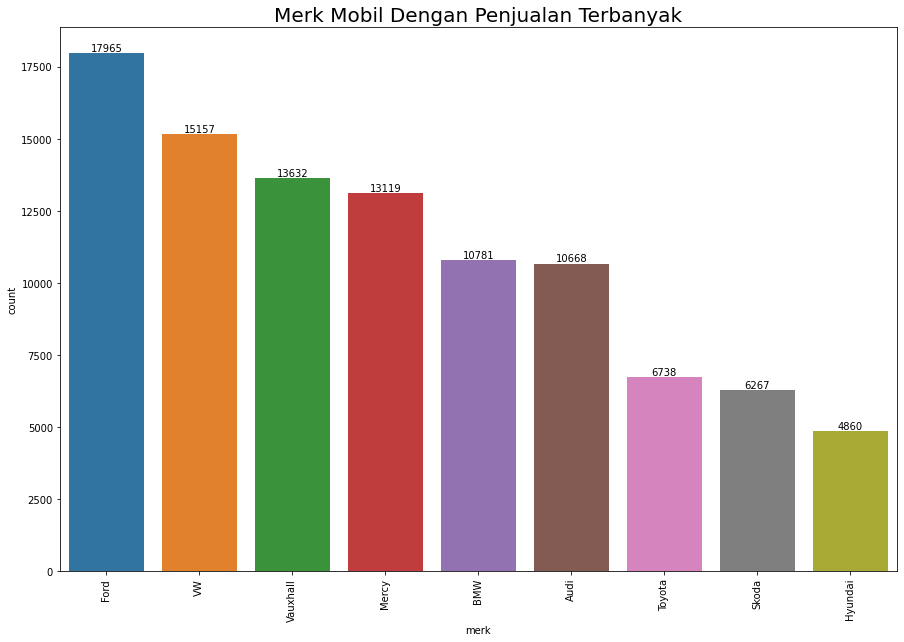 Merk Mobil Dengan Penjualan Terbanyak
17965
15157
13632
13119
10781
10668
6738
6267
4860
17500
15000
12500
10000
7500
5000
2500
0
count
Ford
VW
Vauxhall
Mercy
BMW
Audi
Toyota
Skoda
Hyundai
merk